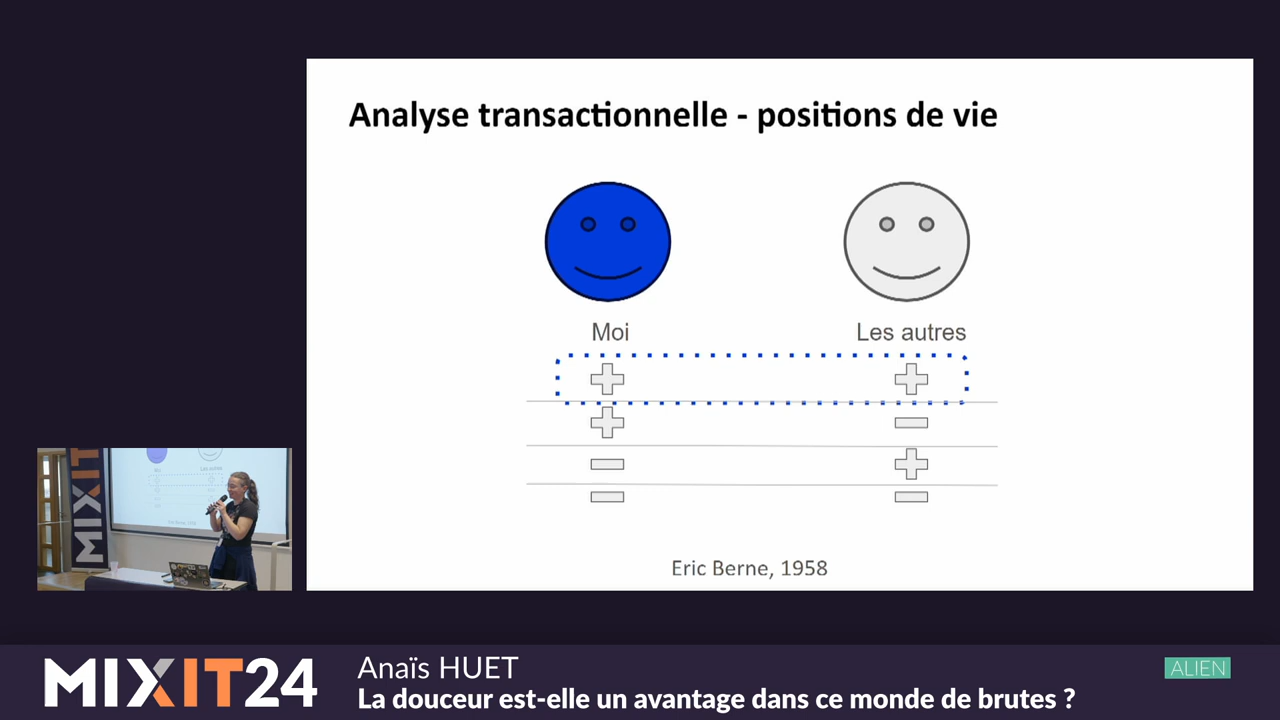 Analyse transactionnelle - positions de vie
Moi
Les autres
Eric Berne, 1958
MIXIT
MIXIT24
Anaïs HUET
La douceur est-elle un avantage dans ce monde de brutes ?
ALIEN